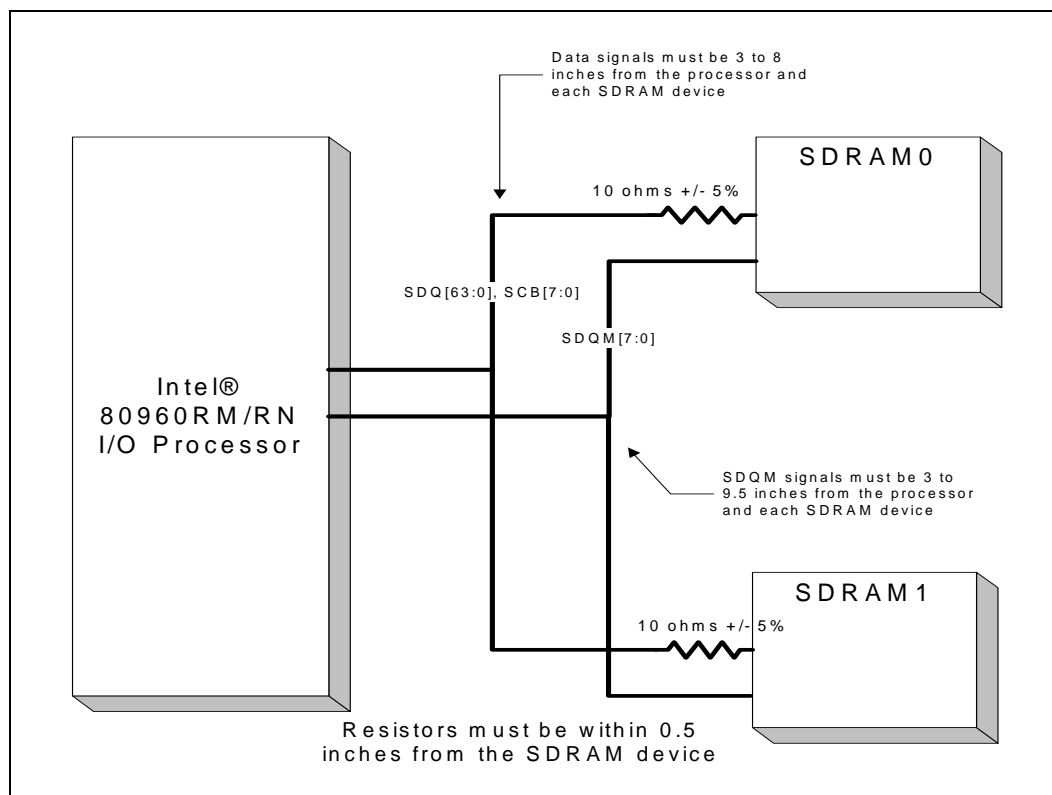 Data signals must be 3 to 8
inches from the processor and
each SDRAM device
SDRAM0
10 ohms +/- 5%
SDQ[63:0], SCB[7:0]
SDQM[7:0]
Intel®
80960RM/RN
I/O Processor
SDQM signals must be 3 to
9.5 inches from the processor
and each SDRAM device
SDRAM1
10 ohms +/- 5%
Resistors must be within 0.5
inches from the SDRAM device